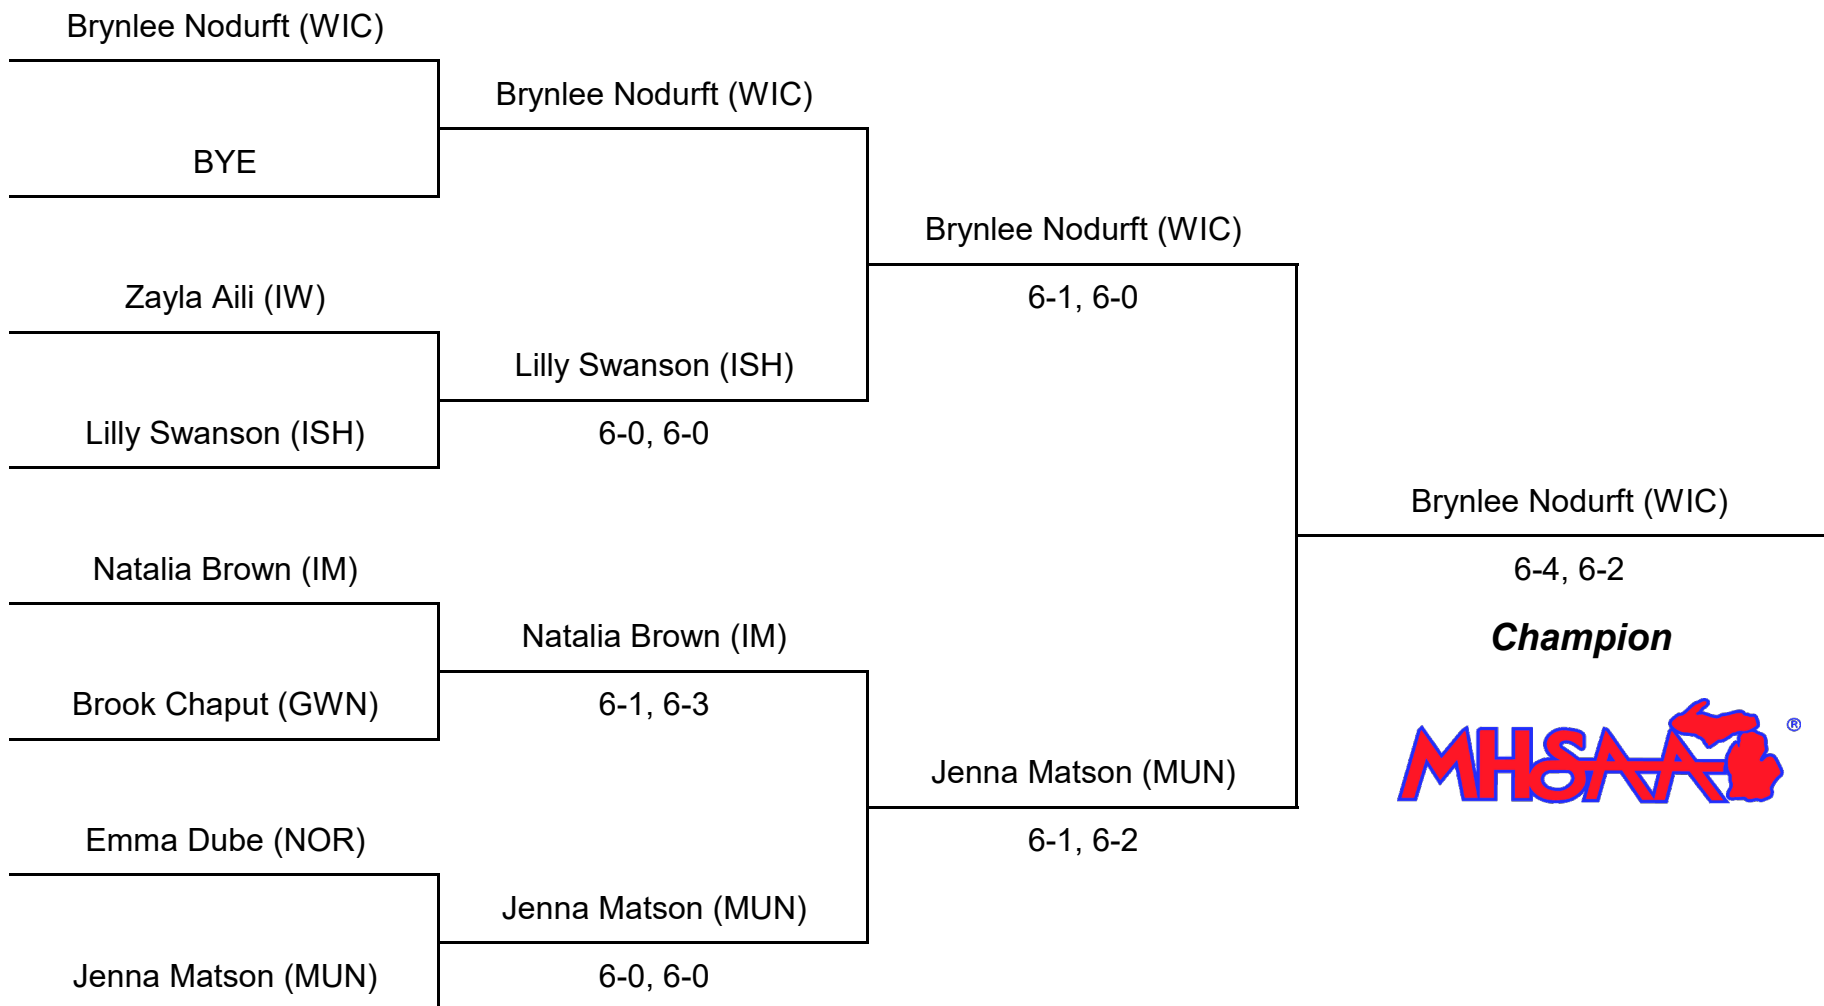 Brynlee Nodurft (WIC)
BYE
Zayla Aili (IW)
Lilly Swanson (ISH)
Natalia Brown (IM)
Brook Chaput (GWN)
Emma Dube (NOR)
Jenna Matson (MUN)
Brynlee Nodurft (WIC)
Lilly Swanson (ISH)
6-0, 6-0
Natalia Brown (IM)
6-1, 6-3
Jenna Matson (MUN)
6-0, 6-0
Brynlee Nodurft (WIC)
6-1, 6-0
Jenna Matson (MUN)
6-1, 6-2
Brynlee Nodurft (WIC)
6-4, 6-2
Champion
MHSAA®